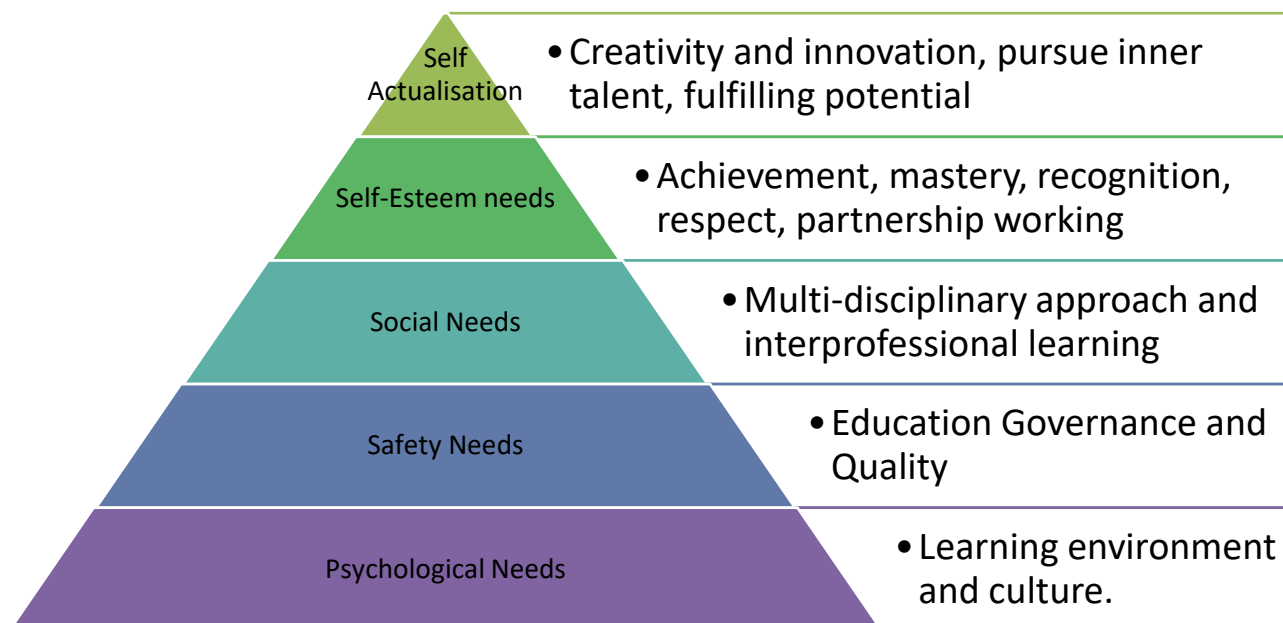 Self
Actualisation
• Creativity and innovation, pursue inner
talent, fulfilling potential
Self-Esteem needs
• Achievement, mastery, recognition,
respect, partnership working
Social Needs
• Multi-disciplinary approach and
interprofessional learning
Safety Needs
• Education Governance and
Quality
Psychological Needs
• Learning environment
and culture.